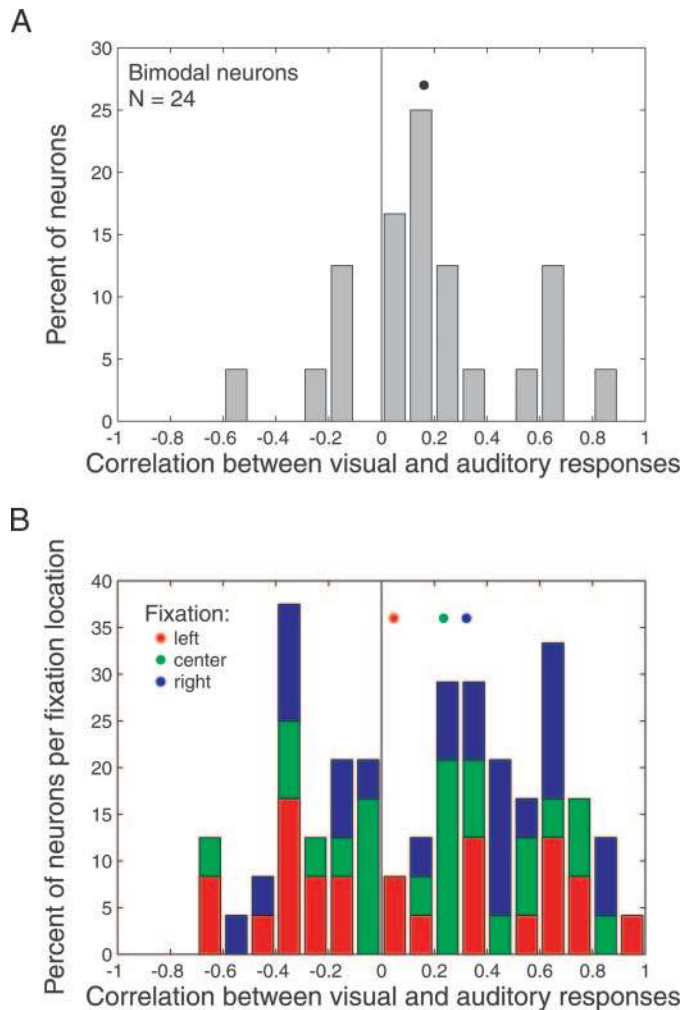 A
Percent of neurons
30
25
20
15
10
5
0
Bimodal neurons
N = 24
-1 -0.8 -0.6 -0.4 -0.2 0 0.2 0.4 0.6 0.8 1
Correlation between visual and auditory responses
B
Percent of neurons per fixation location
40
35
30
25
20
15
10
5
0
Fixation:
left
center
right
-1 -0.8 -0.6 -0.4 -0.2 0 0.2 0.4 0.6 0.8 1
Correlation between visual and auditory responses